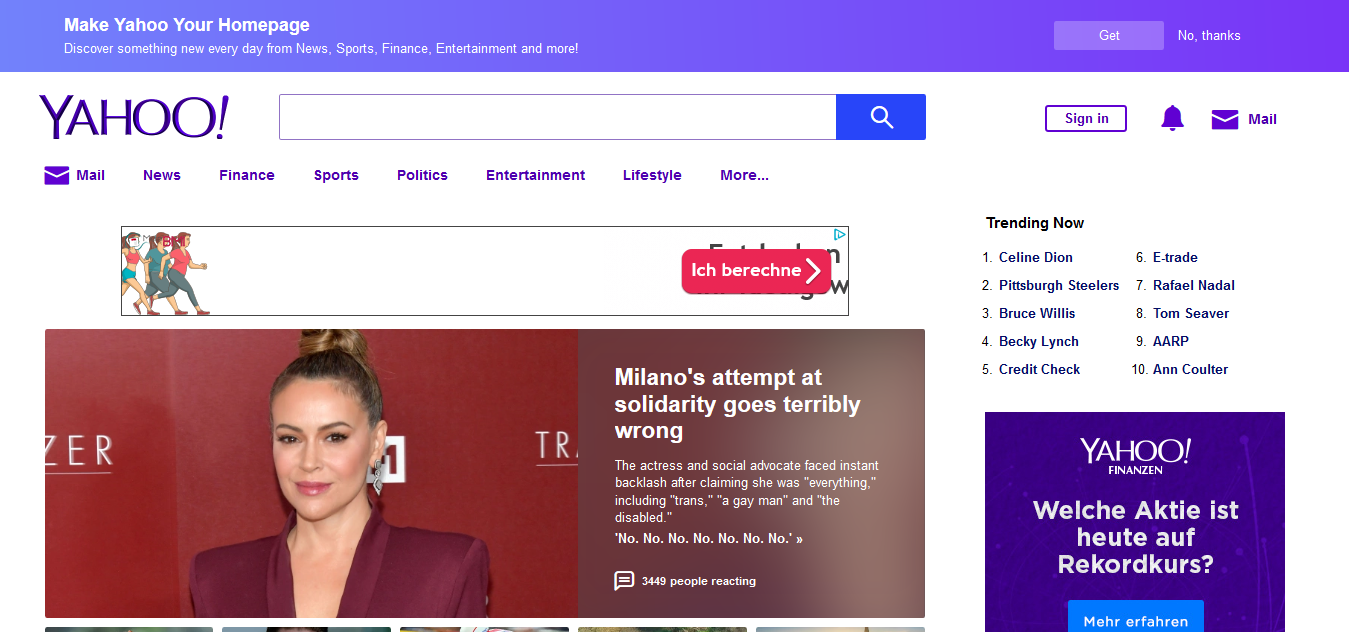 Make Yahoo Your Homepage
Discover something new every day from News, Sports, Finance, Entertainment and more!
Get
No, thanks
YAHOO!
Sign in
Mail
Mail
News
Finance
Sports
Politics
Entertainment
Lifestyle
More...
Ich berechne
Milano's attempt at
solidarity goes terribly
wrong
The actress and social advocate faced instant
backlash after claiming she was "everything,"
including "trans," "a gay man" and "the
disabled."
'No. No. No. No. No. No. No.' »
3449 people reacting
ZER
TRA
1
Trending Now
1. Celine Dion
2. Pittsburgh Steelers
3. Bruce Willis
4. Becky Lynch
5. Credit Check
6. E-trade
7. Rafael Nadal
8. Tom Seaver
9. AARP
10. Ann Coulter
YAHOO!
FINANZEN
Welche Aktie ist
heute auf
Rekordkurs?
Mehr erfahren